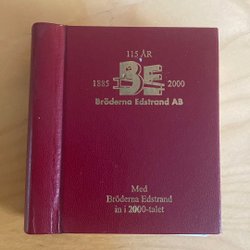 115 ÅR
1885 BE 2000
Bröderna Edstrand AB
Med
Bröderna Edstrand
in i 2000-talet